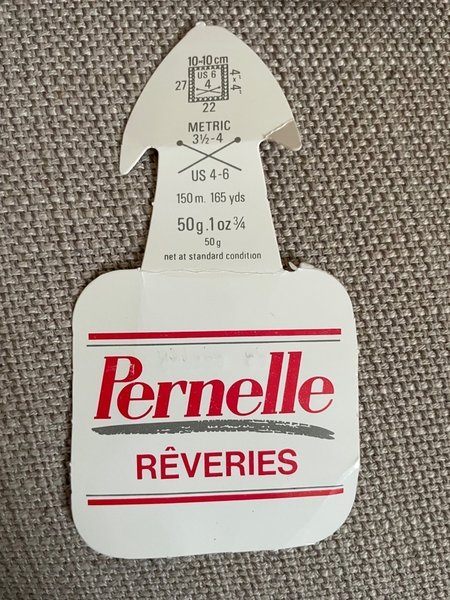 10-10 cm
US 6
4
27
4" × 4"
22
METRIC
3½-4
US 4-6
150 m. 165 yds
50 g. 1 oz ¾
50 g
net at standard condition
Pernelle
RÊVERIES